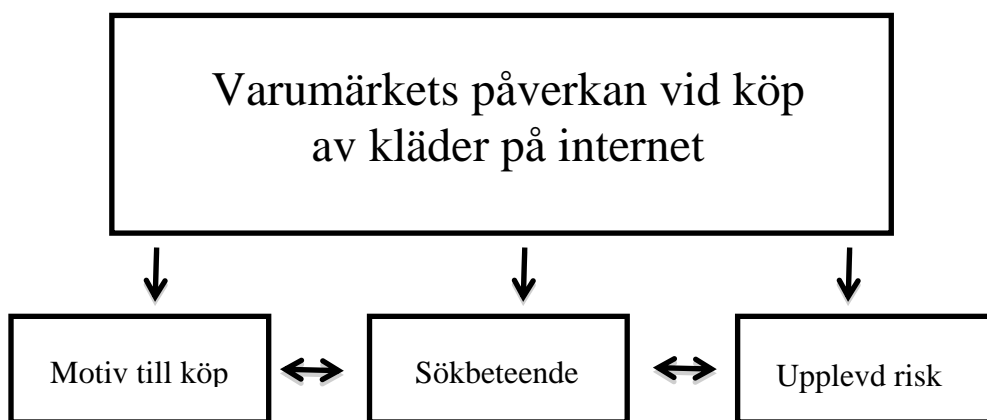 Varumärkets påverkan vid köp
av kläder på internet
Motiv till köp
Sökbeteende
Upplevd risk